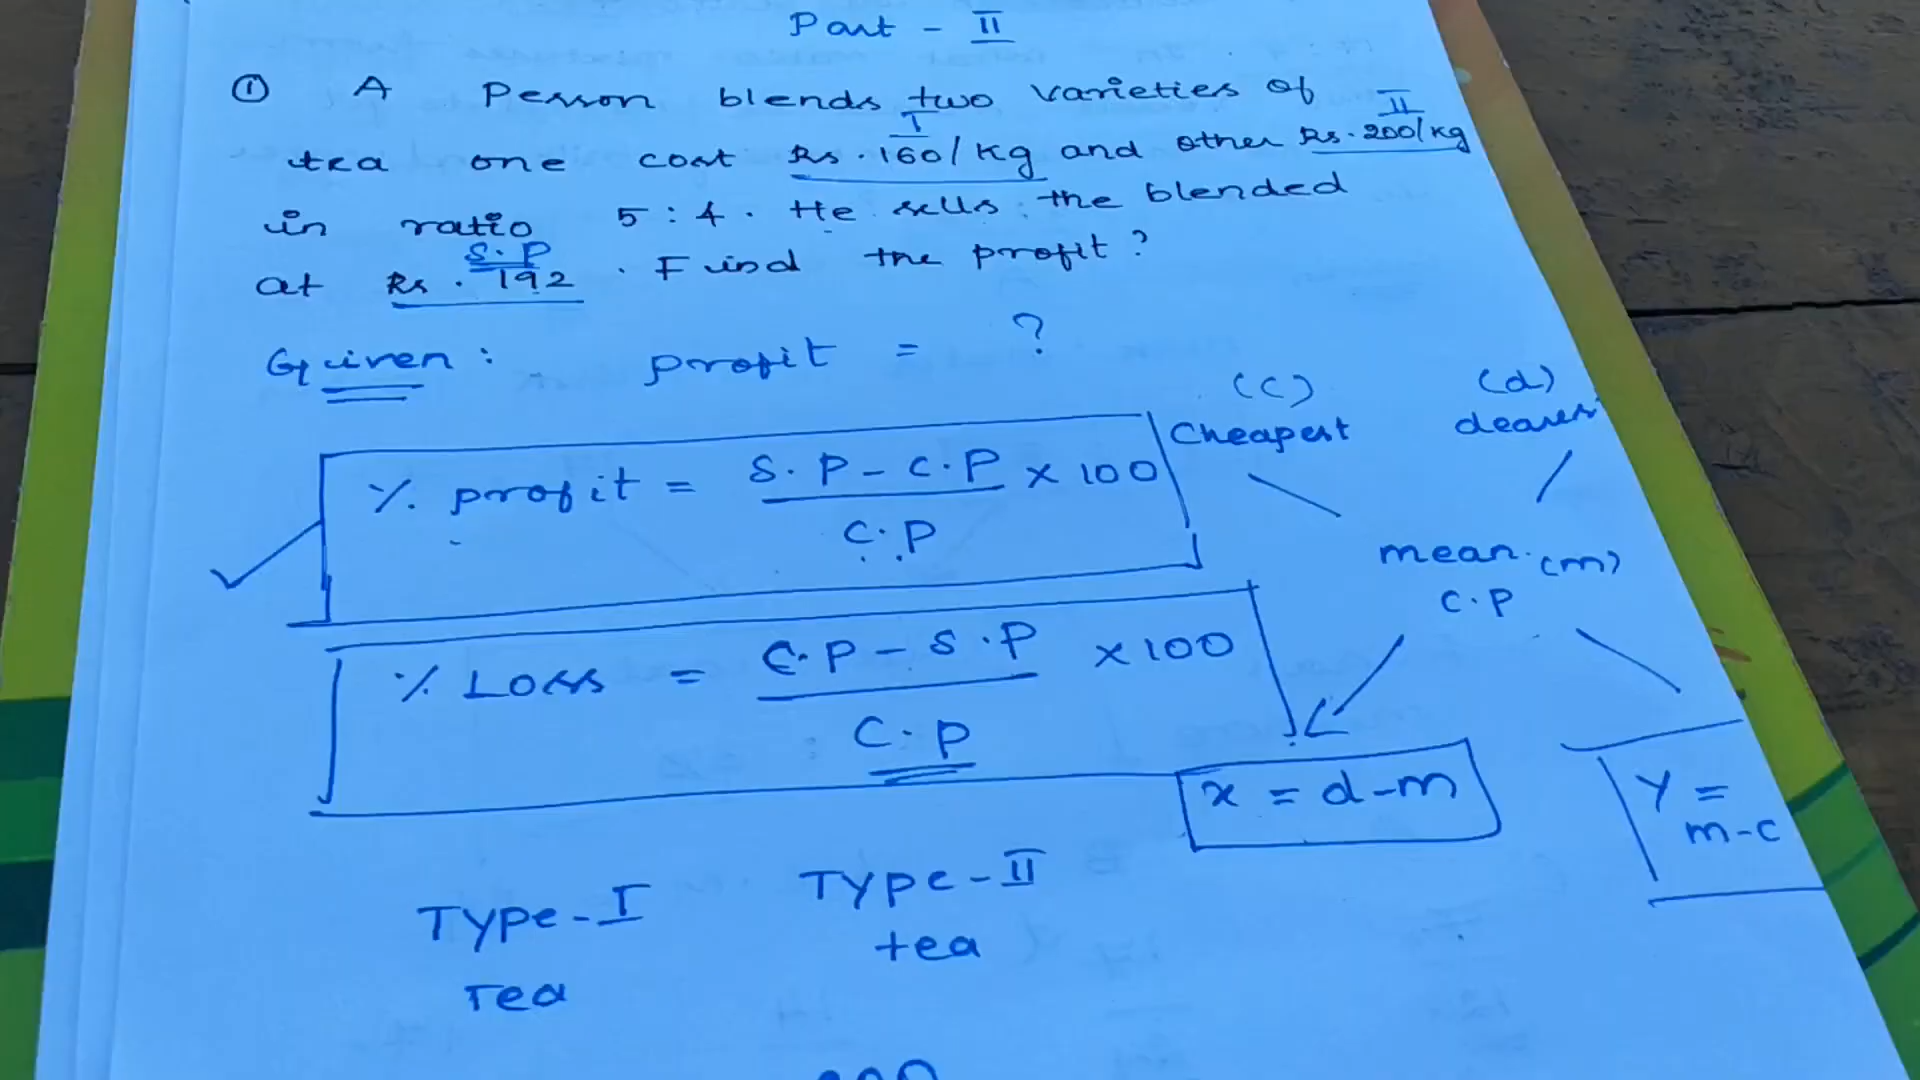 Part - II
① A Person blends two varieties of
I II
tea one cost Rs. 160/kg and other Rs. 200/kg
in ratio 5 : 4. He sells the blended
S.P
at Rs. 192. Find the profit?
Given: profit = ?
(c) (d)
Cheapest
% profit = S.P - C.P / C.P × 100
mean (m)
C.P
% Loss = C.P - S.P / C.P × 100
x = d-m
Y =
m-c
Type-I Type-II
Tea tea